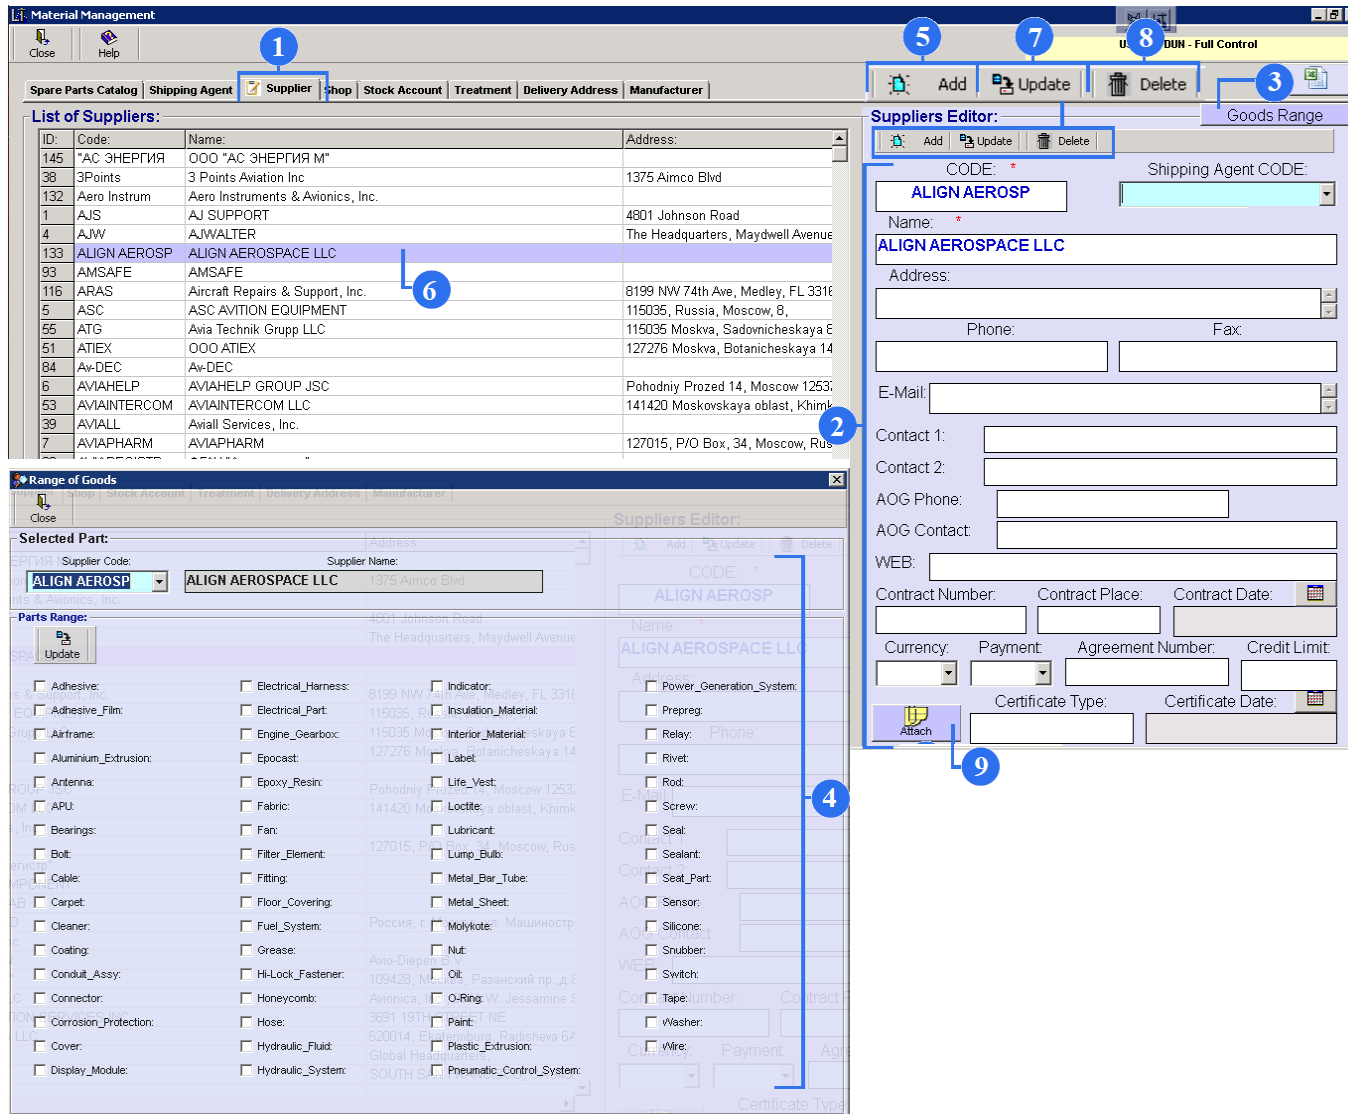 Material Management
Close Help
DUN - Full Control
1 5 7 8 3
Add Update Delete
Spare Parts Catalog Shipping Agent Supplier Shop Stock Account Treatment Delivery Address Manufacturer
Goods Range
List of Suppliers:
ID: Code: Name: Address:
145 "АС ЭНЕРГИЯ ООО "АС ЭНЕРГИЯ М"
38 3Points 3 Points Aviation Inc 1375 Aimco Blvd
132 Aero Instrum Aero Instruments & Avionics, Inc.
1 AJS AJ SUPPORT 4801 Johnson Road
4 AJW AJWALTER The Headquarters, Maydwell Avenue
133 ALIGN AEROSP ALIGN AEROSPACE LLC
93 AMSAFE AMSAFE
116 ARAS Aircraft Repairs & Support, Inc. 8199 NW 74th Ave, Medley, FL 3316
5 ASC ASC AVITION EQUIPMENT 115035, Russia, Moscow, 8,
55 ATG Avia Technik Grupp LLC 115035 Moskva, Sadovnicheskaya 8
51 ATIEX OOO ATIEX 127276 Moskva, Botanicheskaya 14
84 Av-DEC Av-DEC
6 AVIAHELP AVIAHELP GROUP JSC Pohodniy Prozed 14, Moscow 12537
53 AVIAINTERCOM AVIAINTERCOM LLC 141420 Moskovskaya oblast, Khimk
39 AVIALL Aviall Services, Inc.
7 AVIAPHARM AVIAPHARM 127015, P/O Box, 34, Moscow, Rus
6
2
Suppliers Editor:
Add Update Delete
CODE: * Shipping Agent CODE:
ALIGN AEROSP
Name: *
ALIGN AEROSPACE LLC
Address:
Phone: Fax:
E-Mail:
Contact 1:
Contact 2:
AOG Phone:
AOG Contact:
WEB:
Contract Number: Contract Place: Contract Date:
Currency: Payment: Agreement Number: Credit Limit:
Certificate Type: Certificate Date:
Attach
9
Range of Goods
Close
Selected Part:
Supplier Code: Supplier Name:
ALIGN AEROSP ALIGN AEROSPACE LLC
Parts Range:
Update
4
Adhesive: Electrical_Harness: Indicator: Power_Generation_System:
Adhesive_Film: Electrical_Part: Insulation_Material: Prepreg:
Airframe: Engine_Gearbox: Interior_Material: Relay:
Aluminium_Extrusion: Epocast: Label: Rivet:
Antenna: Epoxy_Resin: Life_Vest: Rod:
APU: Fabric: Loctite: Screw:
Bearings: Fan: Lubricant: Seal:
Bolt: Filter_Element: Lump_Bulb: Sealant:
Cable: Fitting: Metal_Bar_Tube: Seat_Part:
Carpet: Floor_Covering: Metal_Sheet: Sensor:
Cleaner: Fuel_System: Molykote: Silicone:
Coating: Grease: Nut: Snubber:
Conduit_Assy: Hi-Lock_Fastener: Oil: Switch:
Connector: Honeycomb: O-Ring: Tape:
Corrosion_Protection: Hose: Paint: Washer:
Cover: Hydraulic_Fluid: Plastic_Extrusion: Wire:
Display_Module: Hydraulic_System: Pneumatic_Control_System: